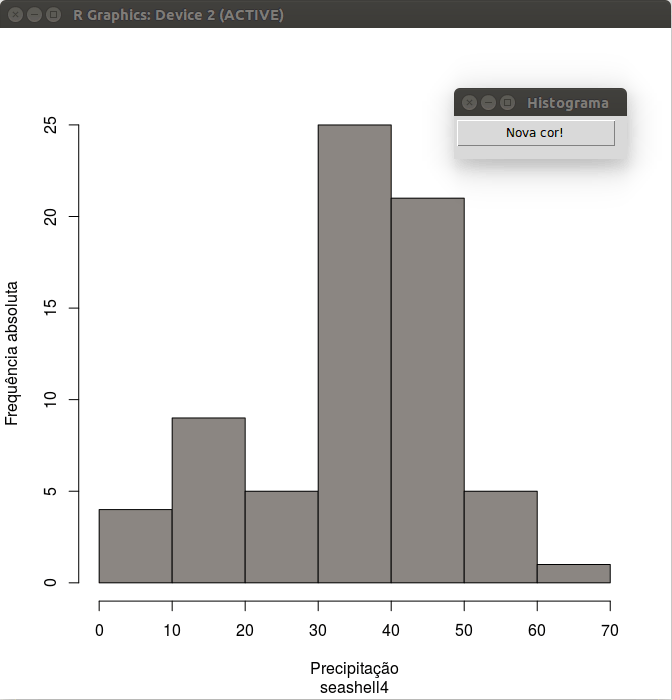 R Graphics: Device 2 (ACTIVE)
Histograma
Nova cor!
25
20
15
10
5
0
Frequência absoluta
0 10 20 30 40 50 60 70
Precipitação
seashell4